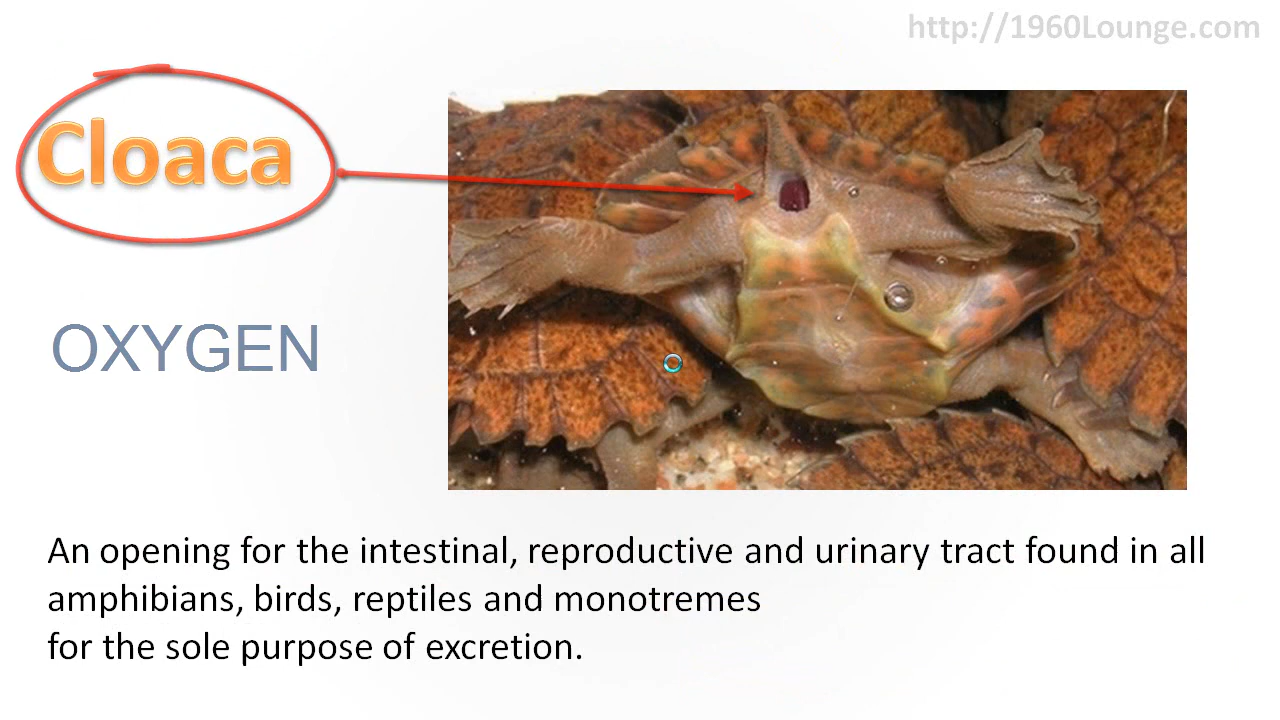 http://1960Lounge.com
Cloaca
OXYGEN
An opening for the intestinal, reproductive and urinary tract found in all
amphibians, birds, reptiles and monotremes
for the sole purpose of excretion.